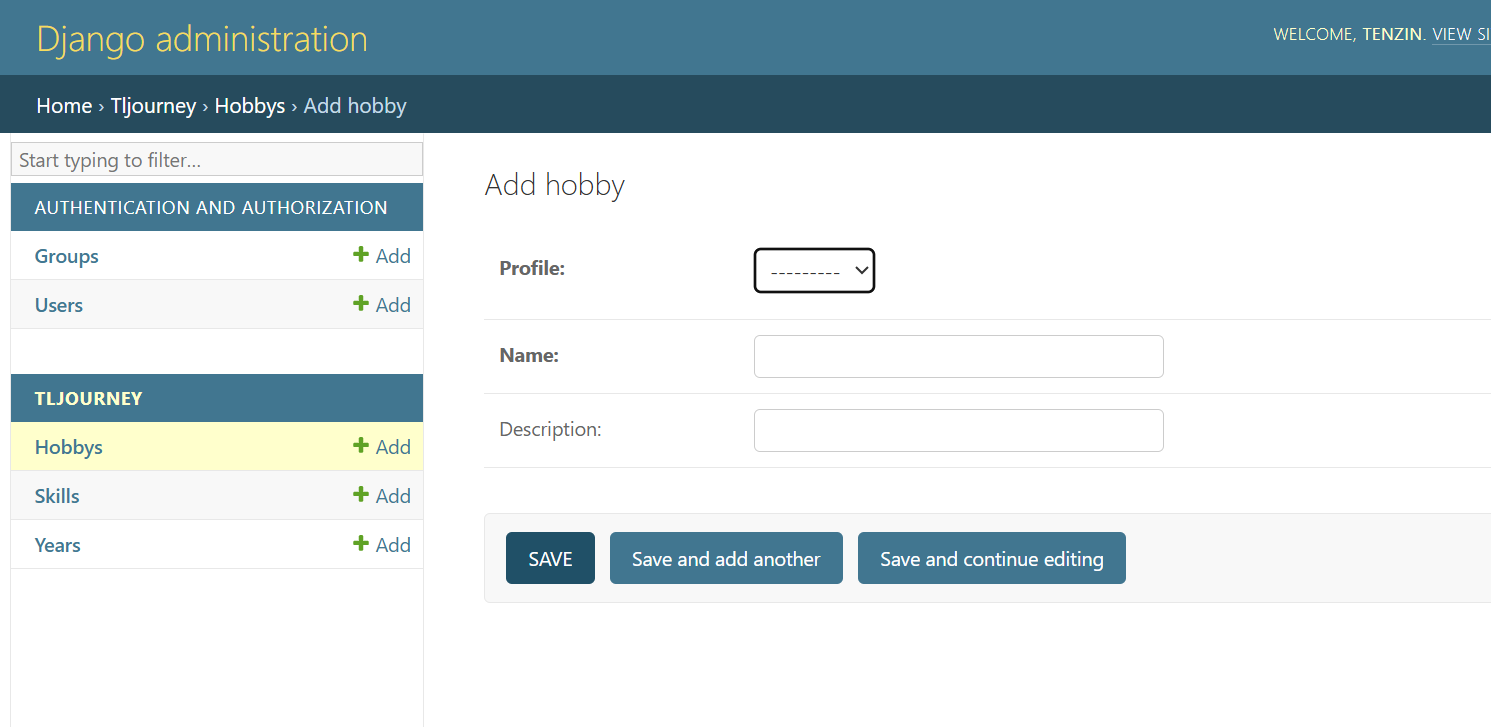 Django administration
WELCOME, TENZIN. VIEW SI
Home › Tljourney › Hobbys › Add hobby
Start typing to filter...
AUTHENTICATION AND AUTHORIZATION
Groups + Add
Users + Add
TLJOURNEY
Hobbys + Add
Skills + Add
Years + Add
Add hobby
Profile: ---------
Name:
Description:
SAVE Save and add another Save and continue editing